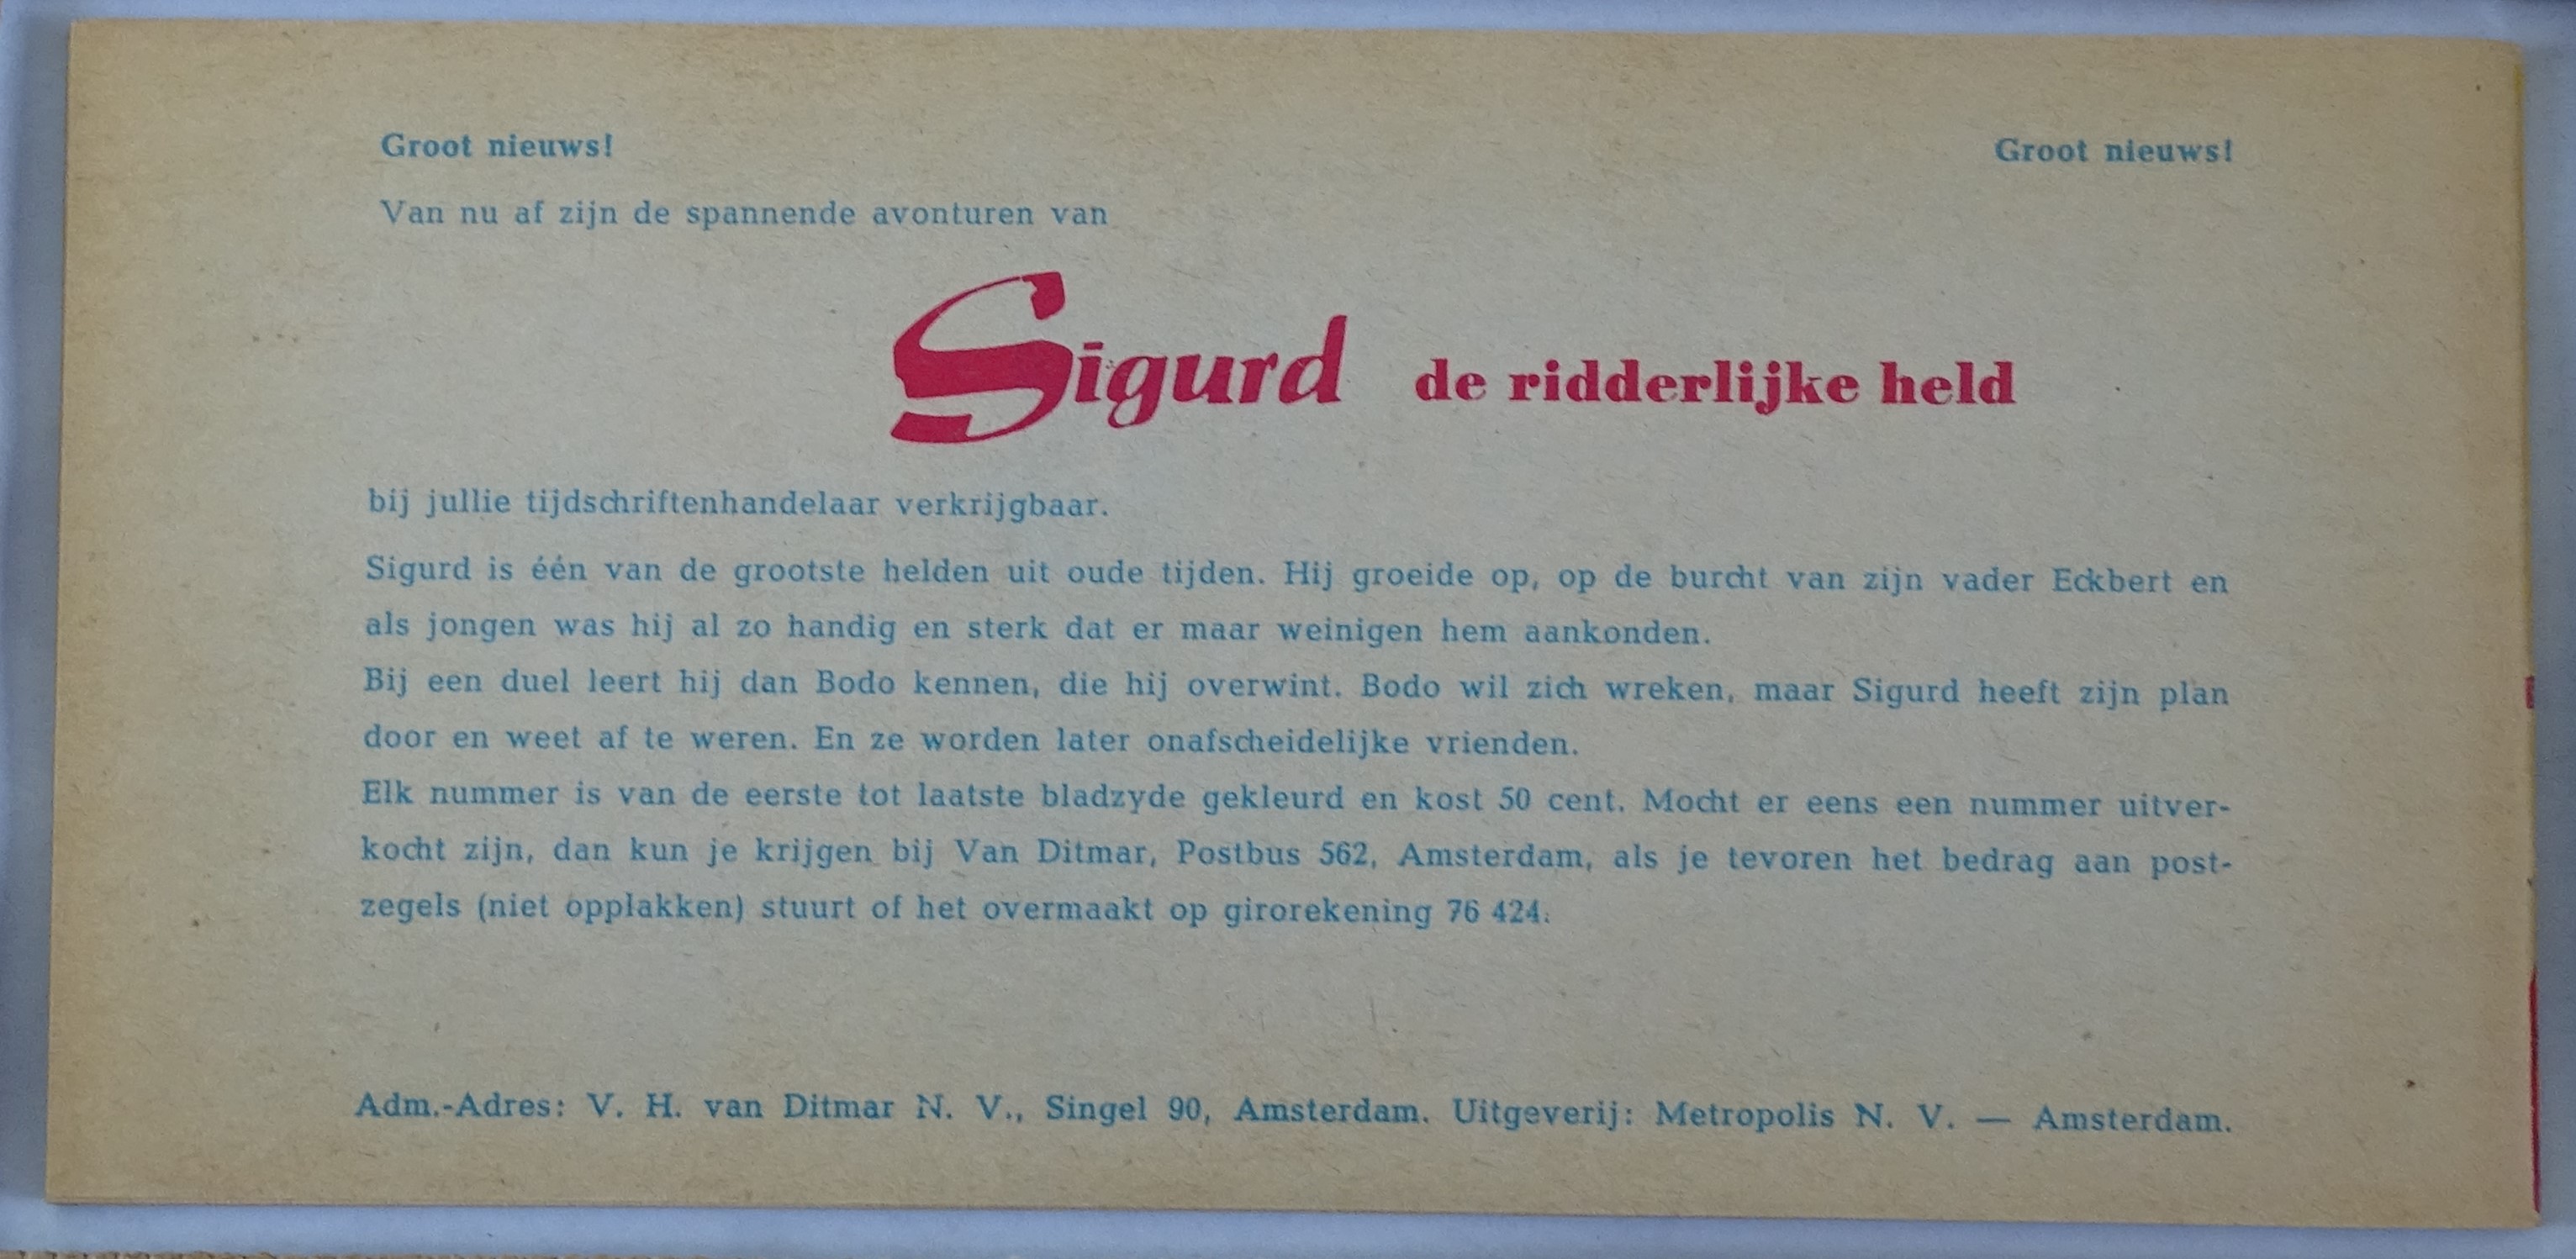 Groot nieuws! Groot nieuws!
Van nu af zijn de spannende avonturen van
Sigurd de ridderlijke held
bij jullie tijdschriftenhandelaar verkrijgbaar.
Sigurd is één van de grootste helden uit oude tijden. Hij groeide op, op de burcht van zijn vader Eckbert en
als jongen was hij al zo handig en sterk dat er maar weinigen hem aankonden.
Bij een duel leert hij dan Bodo kennen, die hij overwint. Bodo wil zich wreken, maar Sigurd heeft zijn plan
door en weet af te weren. En ze worden later onafscheidelijke vrienden.
Elk nummer is van de eerste tot laatste bladzyde gekleurd en kost 50 cent. Mocht er eens een nummer uitver-
kocht zijn, dan kun je krijgen bij Van Ditmar, Postbus 562, Amsterdam, als je tevoren het bedrag aan post-
zegels (niet opplakken) stuurt of het overmaakt op girorekening 76 424.
Adm.-Adres: V. H. van Ditmar N. V., Singel 90, Amsterdam. Uitgeverij: Metropolis N. V. — Amsterdam.